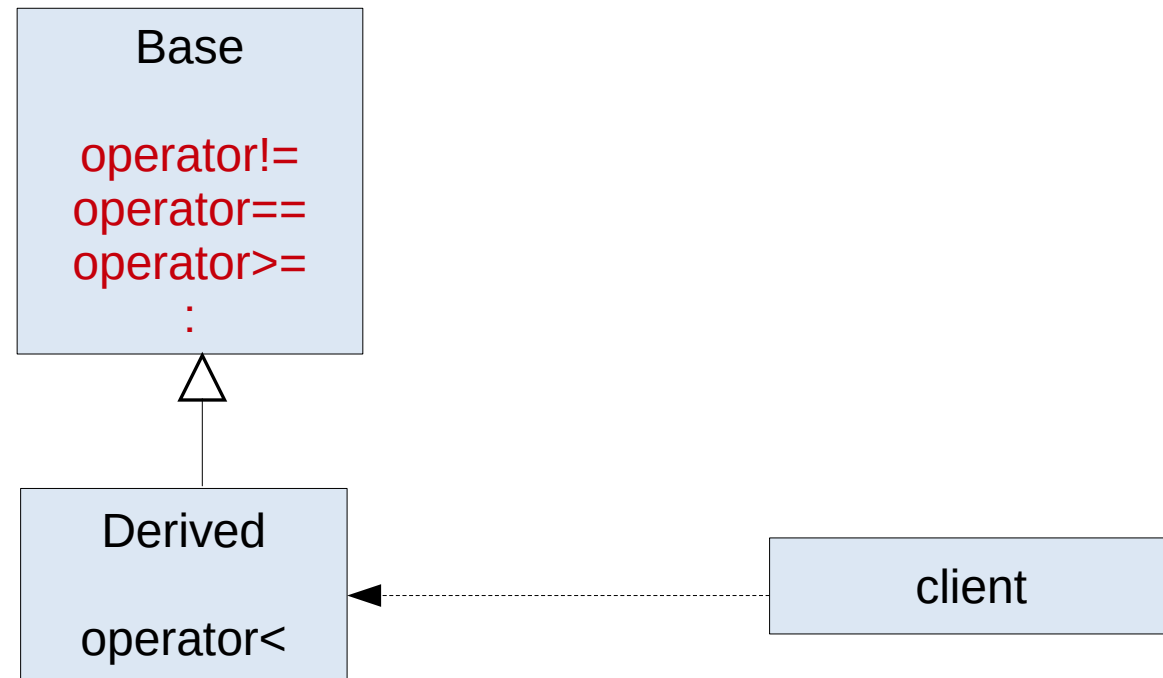 Base
operator!=
operator==
operator>=
:
Derived
operator<
client